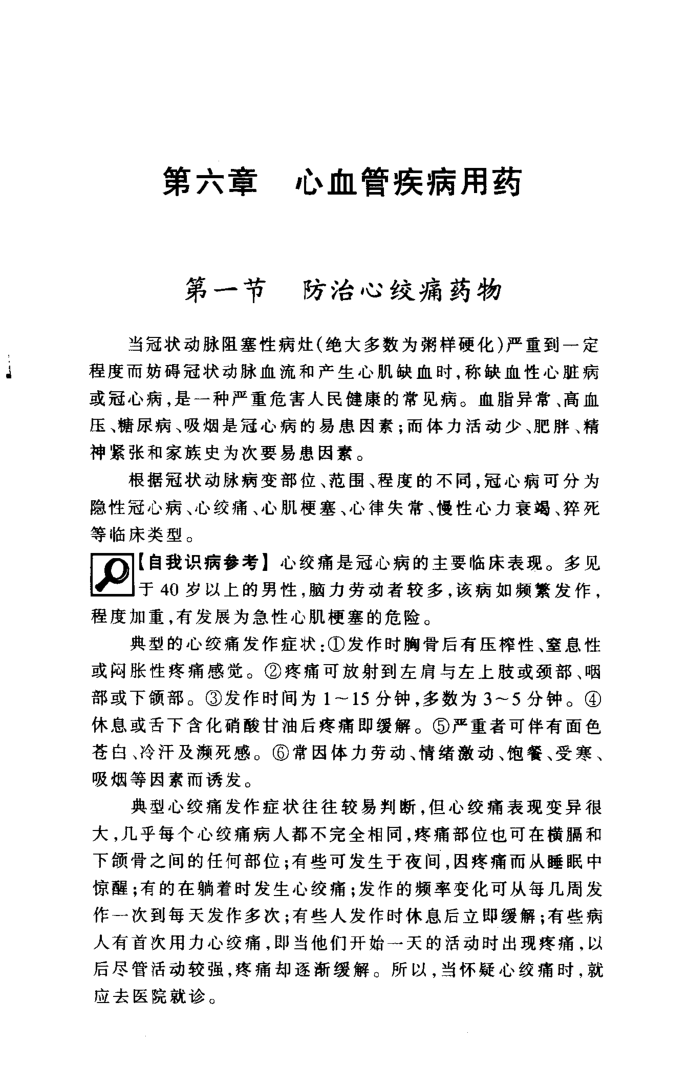 第六章　心血管疾病用药
第一节　防治心绞痛药物
当冠状动脉阻塞性病灶(绝大多数为粥样硬化)严重到一定
程度而妨碍冠状动脉血流和产生心肌缺血时,称缺血性心脏病
或冠心病,是一种严重危害人民健康的常见病。血脂异常、高血
压、糖尿病、吸烟是冠心病的易患因素;而体力活动少、肥胖、精
神紧张和家族史为次要易患因素。
根据冠状动脉病变部位、范围、程度的不同,冠心病可分为
隐性冠心病、心绞痛、心肌梗塞、心律失常、慢性心力衰竭、猝死
等临床类型。
【自我识病参考】心绞痛是冠心病的主要临床表现。多见
于 40 岁以上的男性,脑力劳动者较多,该病如频繁发作,
程度加重,有发展为急性心肌梗塞的危险。
典型的心绞痛发作症状:①发作时胸骨后有压榨性、窒息性
或闷胀性疼痛感觉。②疼痛可放射到左肩与左上肢或颈部、咽
部或下颌部。③发作时间为 1～15 分钟,多数为 3～5 分钟。④
休息或舌下含化硝酸甘油后疼痛即缓解。⑤严重者可伴有面色
苍白、冷汗及濒死感。⑥常因体力劳动、情绪激动、饱餐、受寒、
吸烟等因素而诱发。
典型心绞痛发作症状往往较易判断,但心绞痛表现变异很
大,几乎每个心绞痛病人都不完全相同,疼痛部位也可在横膈和
下颌骨之间的任何部位;有些可发生于夜间,因疼痛而从睡眠中
惊醒;有的在躺着时发生心绞痛;发作的频率变化可从每几周发
作一次到每天发作多次;有些人发作时休息后立即缓解;有些病
人有首次用力心绞痛,即当他们开始一天的活动时出现疼痛,以
后尽管活动较强,疼痛却逐渐缓解。所以,当怀疑心绞痛时,就
应去医院就诊。